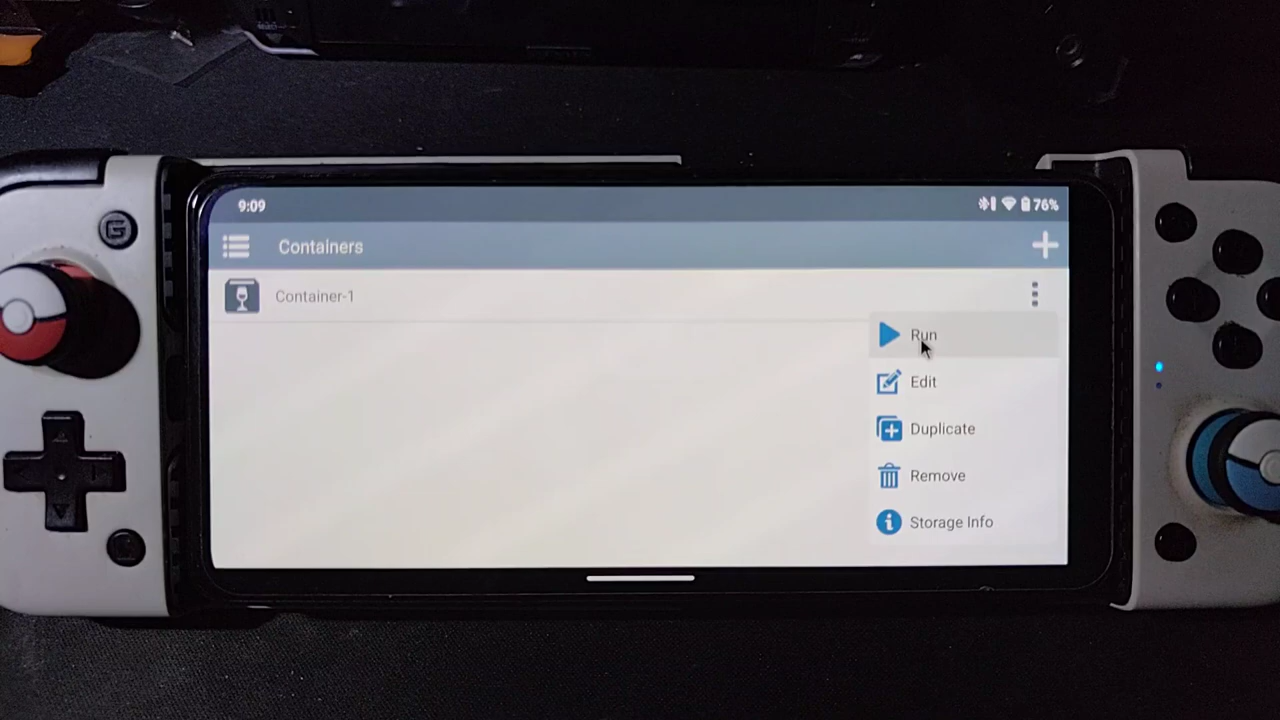 9:09
76%
Containers
Container-1
Run
Edit
Duplicate
Remove
Storage Info